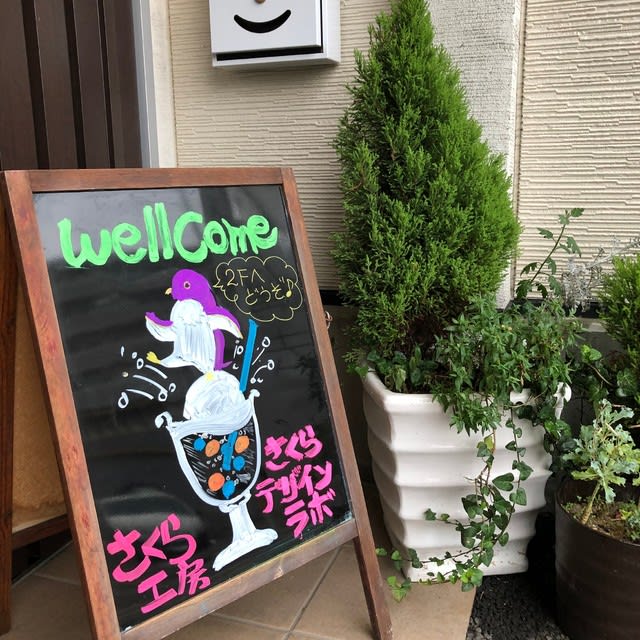 wellCome
2Fへ
どうぞ♪
さくら
デザイン
ラボ
さくら
工房